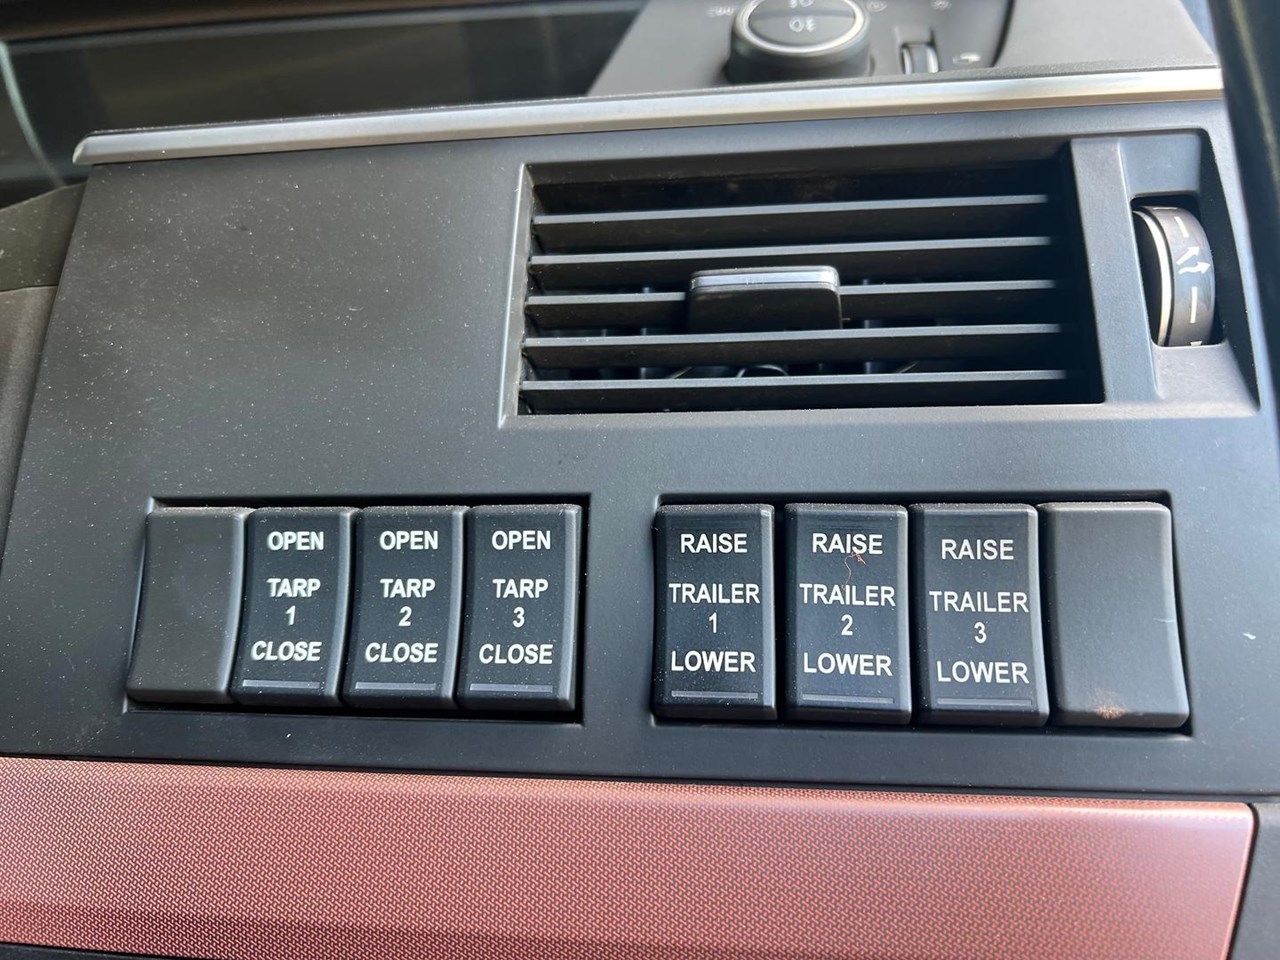 OPEN
TARP
1
CLOSE
OPEN
TARP
2
CLOSE
OPEN
TARP
3
CLOSE
RAISE
TRAILER
1
LOWER
RAISE
TRAILER
2
LOWER
RAISE
TRAILER
3
LOWER